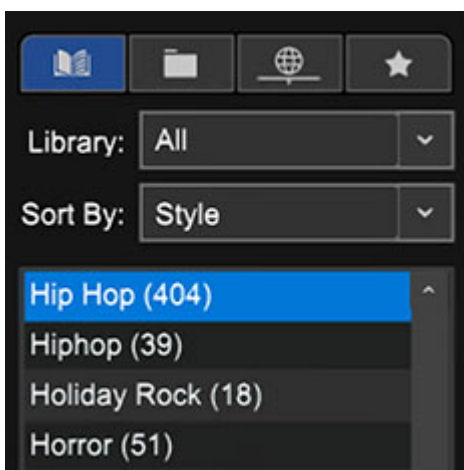 Library: All
Sort By: Style
Hip Hop (404)
Hiphop (39)
Holiday Rock (18)
Horror (51)